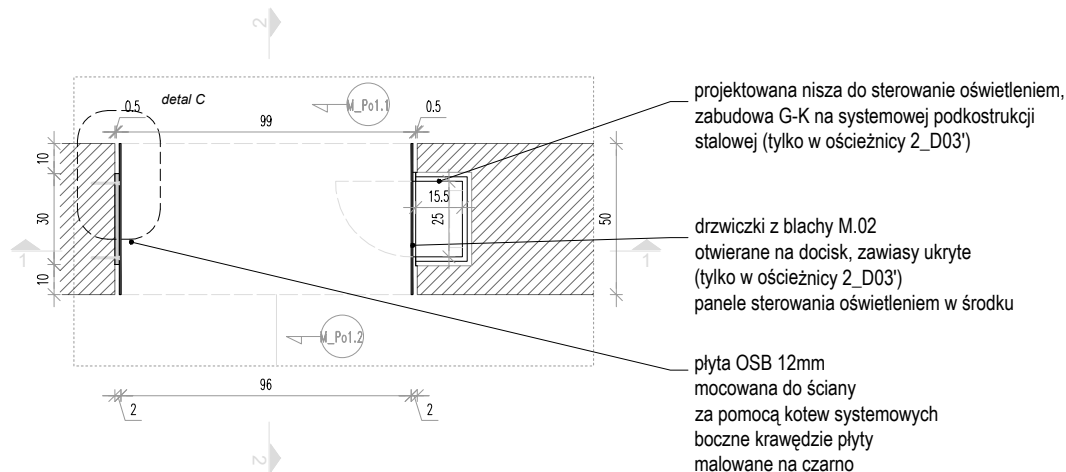 2
detal C
M_Po1.1
0.5
0.5
99
10
30
10
15.5
25
50
1
1
M_Po1.2
96
2
2
2
projektowana nisza do sterowanie oświetleniem,
zabudowa G-K na systemowej podkostrukcji
stalowej (tylko w ościeżnicy 2_D03')
drzwiczki z blachy M.02
otwierane na docisk, zawiasy ukryte
(tylko w ościeżnicy 2_D03')
panele sterowania oświetleniem w środku
płyta OSB 12mm
mocowana do ściany
za pomocą kotew systemowych
boczne krawędzie płyty
malowane na czarno